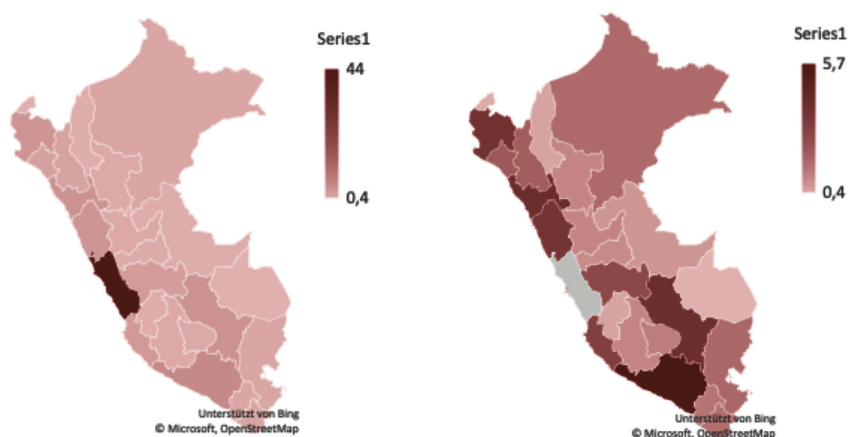 Series1
44
0,4
Unterstützt von Bing
© Microsoft, OpenStreetMap
Series1
5,7
0,4
Unterstützt von Bing
© Microsoft, OpenStreetMap